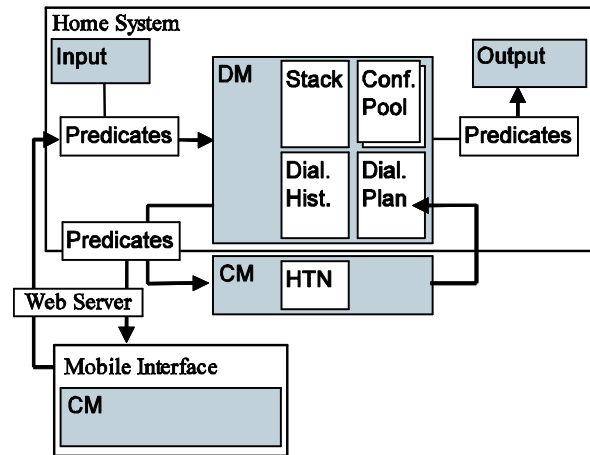 Home System
Input
Output
DM
Stack
Conf.
Pool
Predicates
Predicates
Dial.
Hist.
Dial.
Plan
Predicates
CM
HTN
Web Server
Mobile Interface
CM